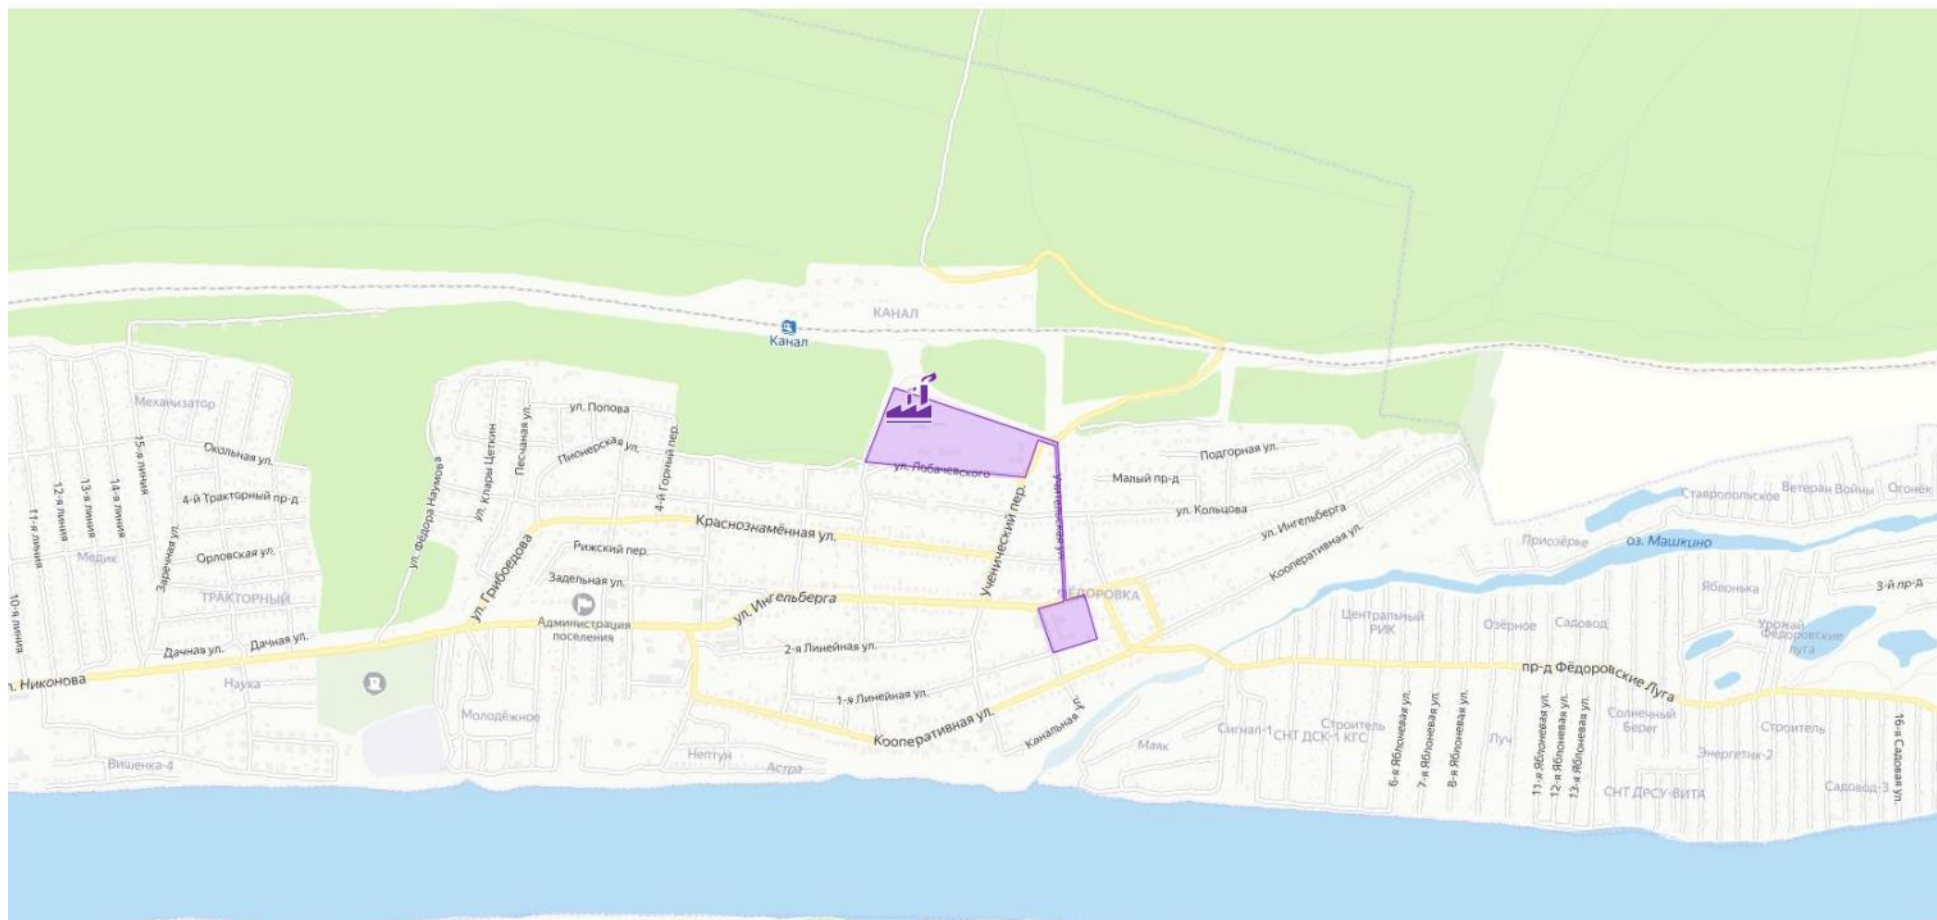 КАНАЛ
Канал
Механизатор
ул. Попова
Окольная ул.
15-я линия
Песчаная ул.
ул. Клары Цеткин
Пионерская ул.
4-й Горный пер.
ул. Лобачевского
Подгорная ул.
Малый пр-д
Учительская ул.
ул. Фёдора Наумова
14-я линия
13-я линия
12-я линия
11-я линия
4-й Тракторный пр-д
Ставропольское
Ветеран Войны
Огонёк
ул. Кольцова
ул. Ингельберга
Краснознамённая ул.
Ученический пер.
Кооперативная ул.
Приозёрье
оз. Машкино
Медик
Заречная ул.
Орловская ул.
ул. Грибоедова
Рижский пер.
Задельная ул.
ТРАКТОРНЫЙ
10-я линия
ул. Ингельберга
ФЁДОРОВКА
Яблонька
3-й пр-д
Администрация
поселения
Центральный
РИК
Озёрное
Садовод
Урожай
Фёдоровские
луга
Дачная ул.
Дачная ул.
2-я Линейная ул.
л. Никонова
Наука
1-я Линейная ул.
пр-д Фёдоровские Луга
Молодёжное
Кооперативная ул.
Канальная ул.
Маяк
Сигнал-1
Строитель
СНТ ДСК-1 КГС
6-я Яблоневая ул.
7-я Яблоневая ул.
8-я Яблоневая ул.
Луч
11-я Яблоневая ул.
12-я Яблоневая ул.
13-я Яблоневая ул.
Солнечный
Берег
Строитель
16-я Садовая ул.
Вишенка-4
Нептун
Астра
Энергетик-2
СНТ ДРСУ-ВИТА
Садовод-3